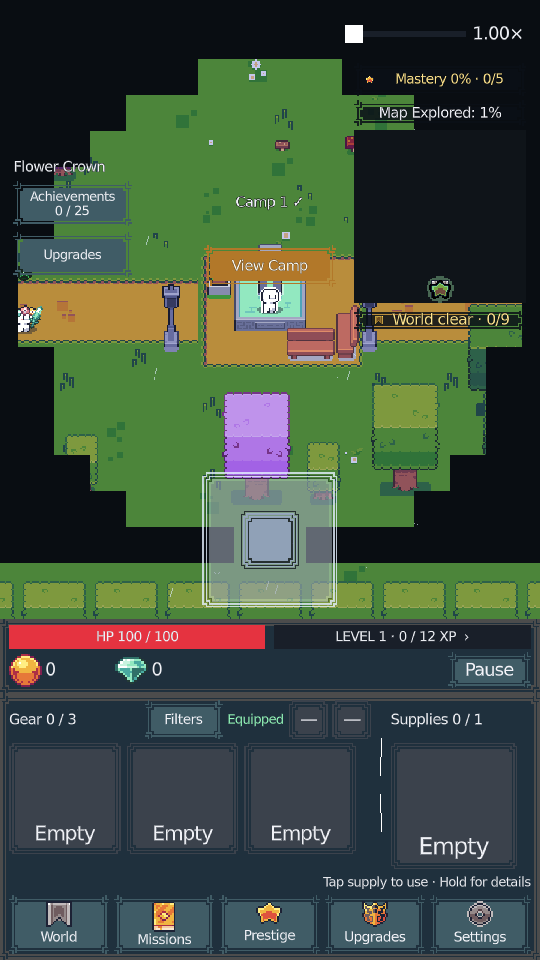 1.00×
Mastery 0% · 0/5
Map Explored: 1%
Flower Crown
Achievements
0 / 25
Camp 1 ✓
Upgrades
View Camp
World clear · 0/9
HP 100 / 100
LEVEL 1 · 0 / 12 XP ›
0
0
Pause
Gear 0 / 3
Filters
Equipped
—
—
Supplies 0 / 1
Empty
Empty
Empty
Empty
Tap supply to use · Hold for details
World
Missions
Prestige
Upgrades
Settings